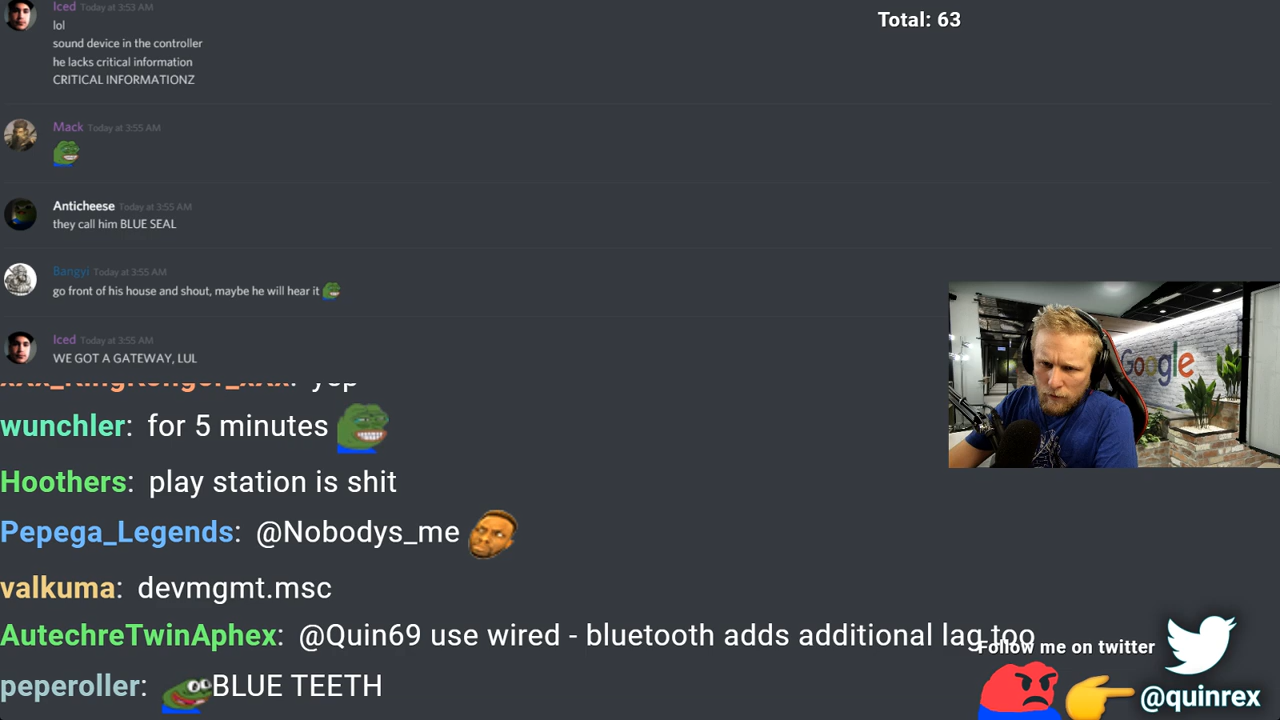 Iced Today at 3:53 AM
lol
sound device in the controller
he lacks critical information
CRITICAL INFORMATIONZ
Total: 63
Mack Today at 3:55 AM
Anticheese Today at 3:55 AM
they call him BLUE SEAL
Bangyi Today at 3:55 AM
go front of his house and shout, maybe he will hear it
Iced Today at 3:55 AM
WE GOT A GATEWAY, LUL
Google
yep
wunchler: for 5 minutes
Hoothers: play station is shit
Pepega_Legends: @Nobodys_me
valkuma: devmgmt.msc
AutechreTwinAphex: @Quin69 use wired - bluetooth adds additional lag too
Follow me on twitter
peperoller: BLUE TEETH
@quinrex